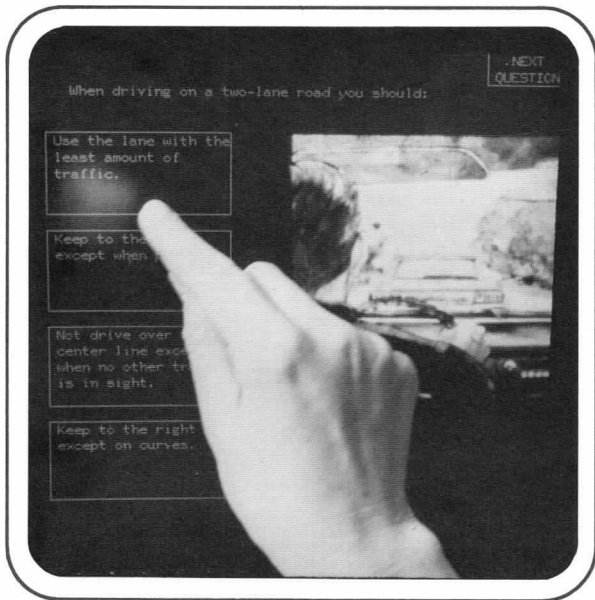 .NEXT
QUESTION
When driving on a two-lane road you should:
Use the lane with the
least amount of
traffic.
Keep to the
except when
Not drive over
center line
when no other
is in sight.
Keep to the right
except on curves.